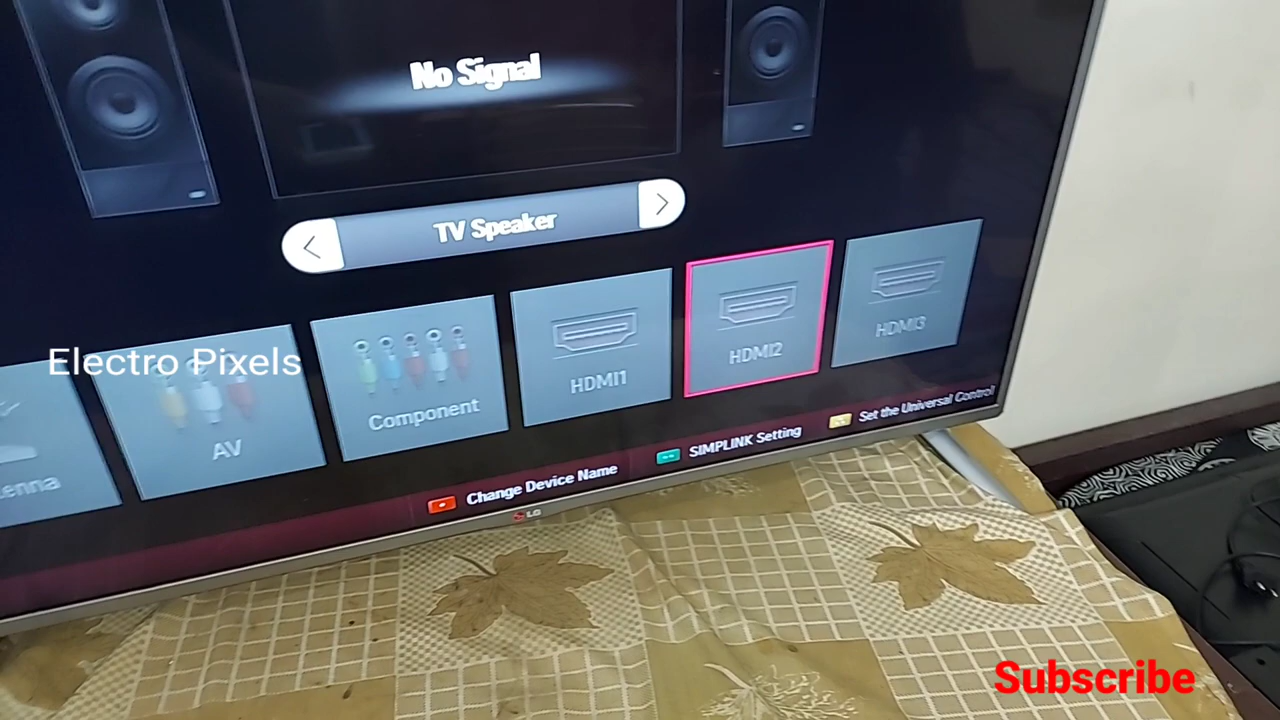 No Signal
TV Speaker
Electro Pixels
AV
Component
HDMI1
HDMI2
HDMI3
Change Device Name
SIMPLINK Setting
Set the Universal Control
LG
Subscribe